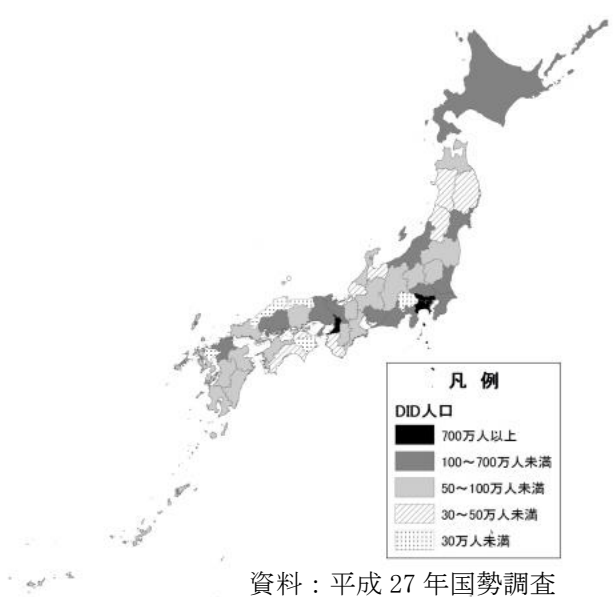 凡 例
DID人口
700万人以上
100～700万人未満
50～100万人未満
30～50万人未満
30万人未満
資料：平成 27 年国勢調査